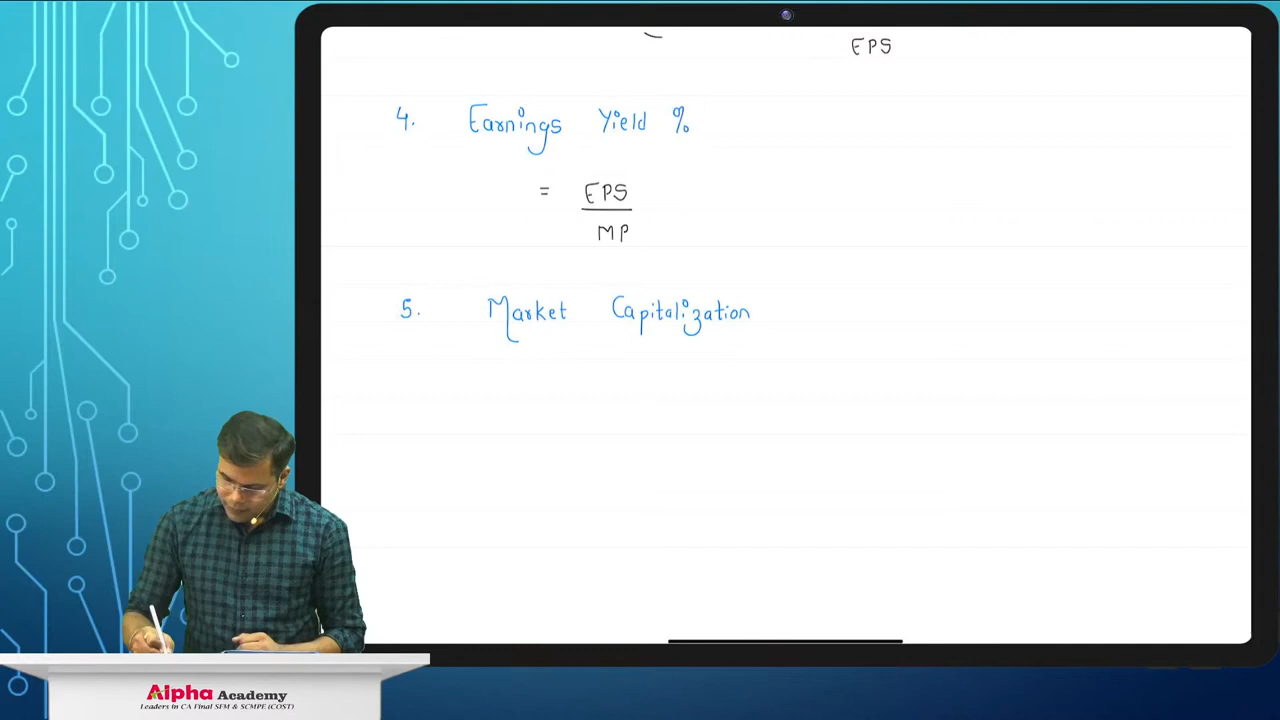 EPS
4. Earnings Yield %
= EPS
MP
5. Market Capitalization
Alpha Academy
Leaders in CA Final SFM & SCMPE (COST)